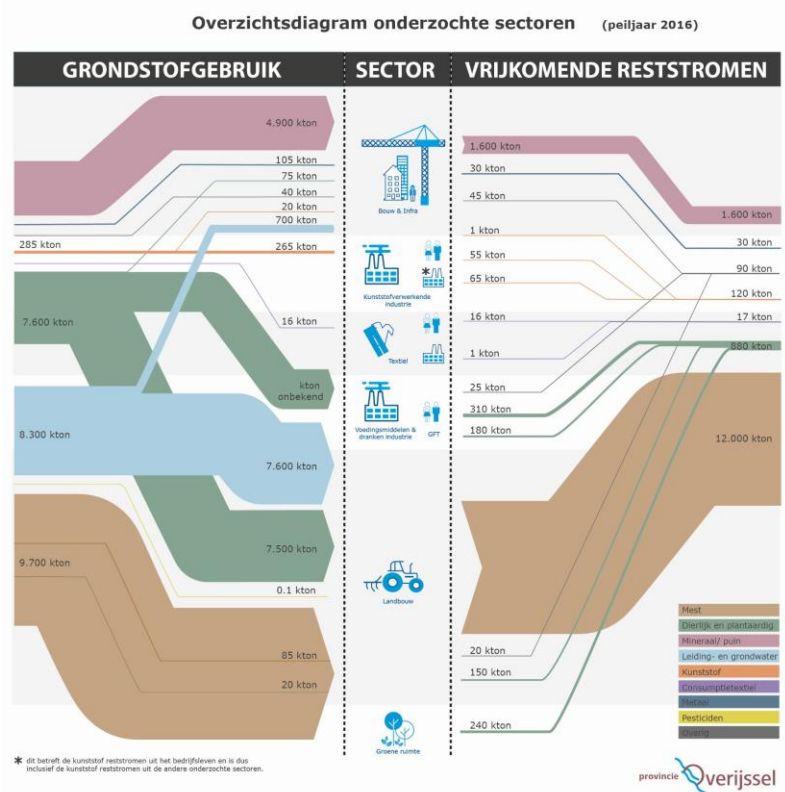 Overzichtsdiagram onderzochte sectoren (peiljaar 2016)
GRONDSTOFGEBRUIK
SECTOR
VRIJKOMENDE RESTSTROMEN
4.900 kton
105 kton
75 kton
40 kton
20 kton
700 kton
285 kton
265 kton
7.600 kton
16 kton
kton
onbekend
8.300 kton
7.600 kton
7.500 kton
9.700 kton
0.1 kton
85 kton
20 kton
Bouw & Infra
*
Kunststofverwerkende
industrie
Textiel
Voedingsmiddelen &
dranken industrie
GFT
Landbouw
Groene ruimte
1.600 kton
30 kton
45 kton
1 kton
55 kton
65 kton
16 kton
1 kton
25 kton
310 kton
180 kton
20 kton
150 kton
240 kton
1.600 kton
30 kton
90 kton
120 kton
17 kton
880 kton
12.000 kton
Mest
Dierlijk en plantaardig
Mineraal/ puin
Leiding- en grondwater
Kunststof
Consumptietextiel
Metaal
Pesticiden
Overig
* dit betreft de kunststof reststromen uit het bedrijfsleven en is dus
inclusief de kunststof reststromen uit de andere onderzochte sectoren.
provincie Overijssel